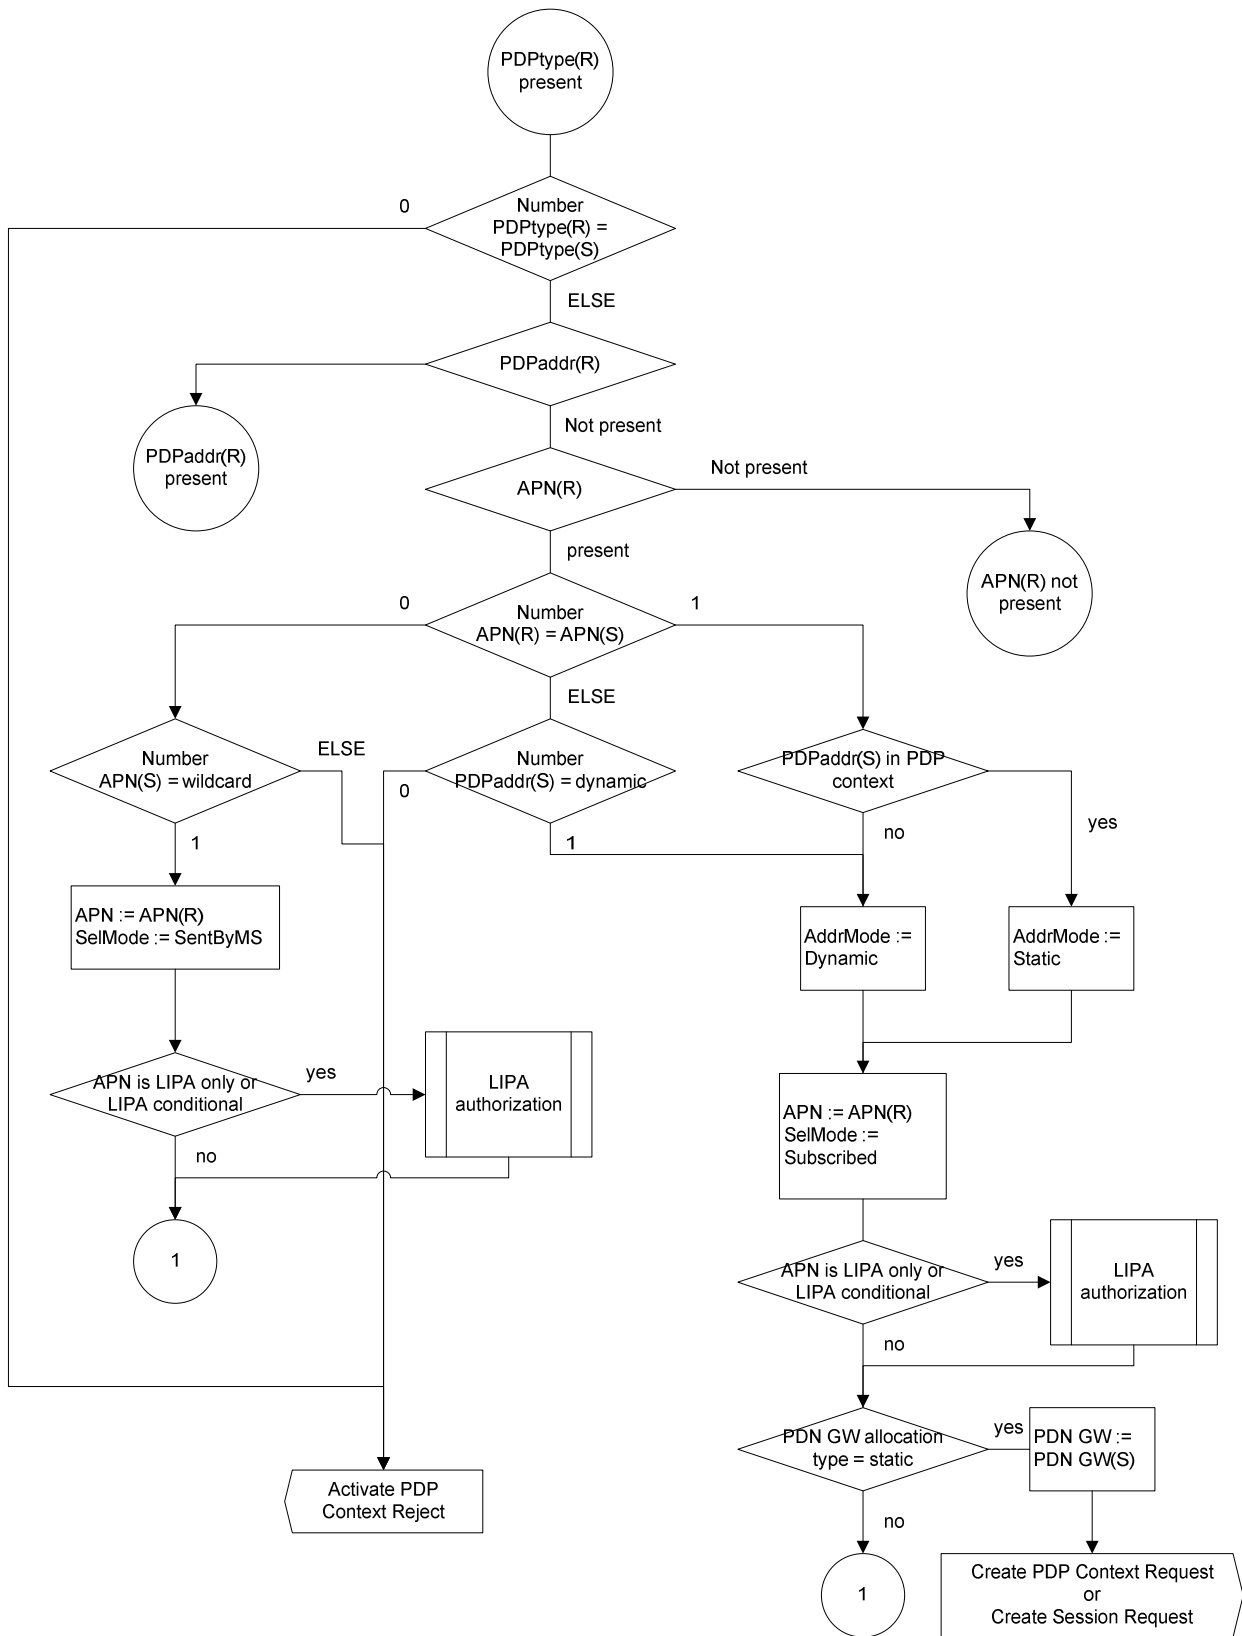 PDPtype(R)
present
0
Number
PDPtype(R) =
PDPtype(S)
ELSE
PDPaddr(R)
Not present
PDPaddr(R)
present
APN(R)
Not present
present
APN(R) not
present
0
Number
APN(R) = APN(S)
1
ELSE
Number
APN(S) = wildcard
ELSE
0
Number
PDPaddr(S) = dynamic
PDPaddr(S) in PDP
context
1
1
no
yes
APN := APN(R)
SelMode := SentByMS
AddrMode :=
Dynamic
AddrMode :=
Static
APN is LIPA only or
LIPA conditional
yes
LIPA
authorization
no
APN := APN(R)
SelMode :=
Subscribed
1
APN is LIPA only or
LIPA conditional
yes
LIPA
authorization
no
PDN GW allocation
type = static
yes
PDN GW :=
PDN GW(S)
Activate PDP
Context Reject
no
1
Create PDP Context Request
or
Create Session Request